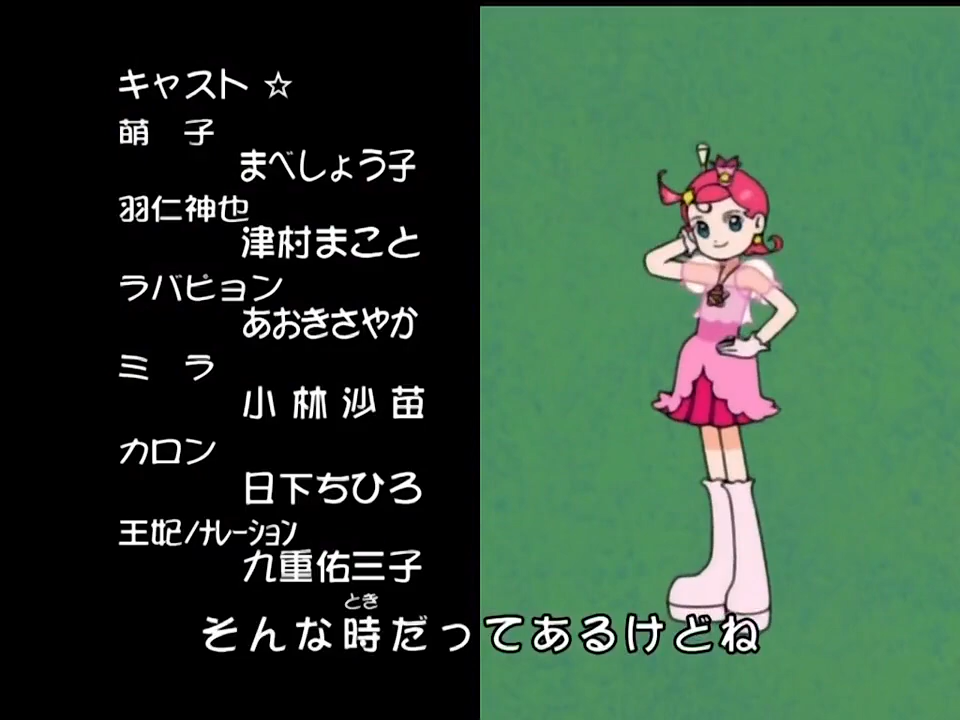 キャスト ☆
萌　子
まべしょう子
羽仁神也
津村まこと
ラバピョン
あおきさやか
ミ　ラ
小 林 沙 苗
カロン
日下ちひろ
王妃/ナレーション
九重佑三子
とき
そんな時だってあるけどね